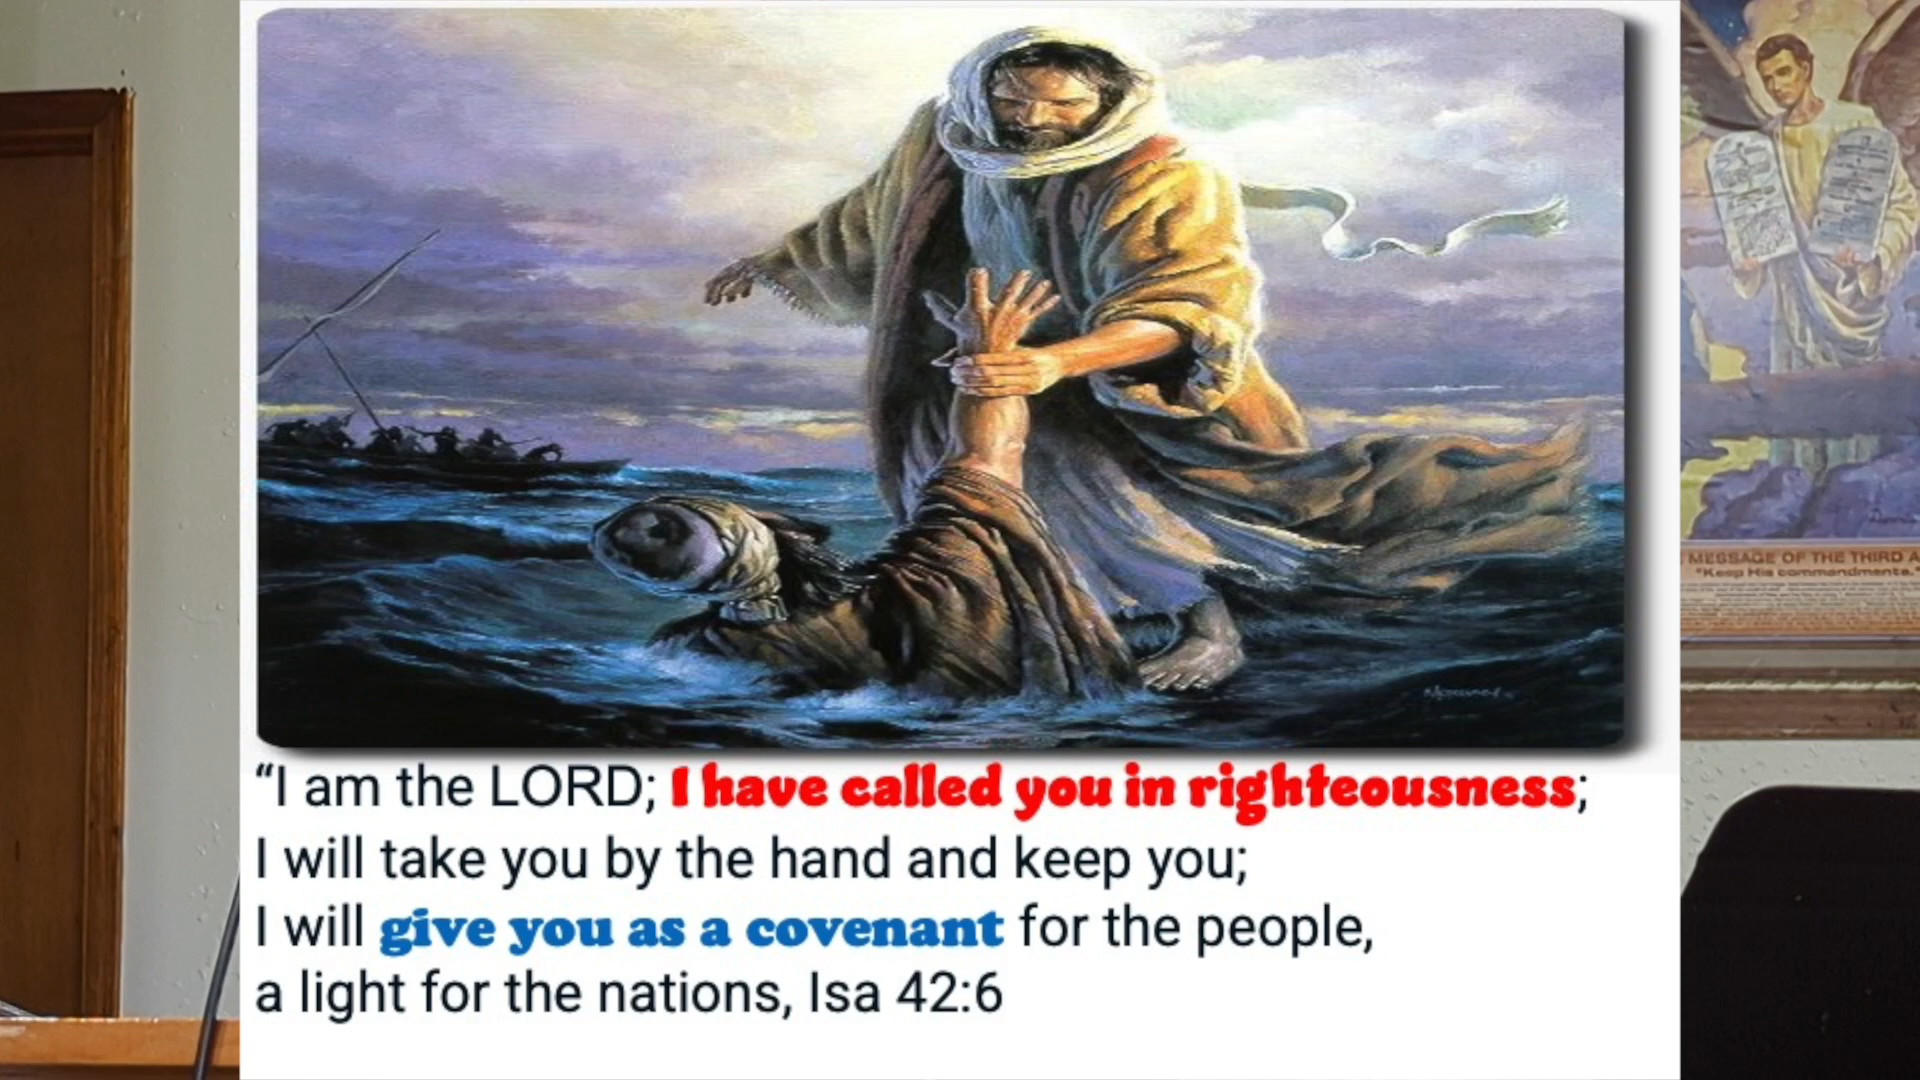 “I am the LORD; I have called you in righteousness;
I will take you by the hand and keep you;
I will give you as a covenant for the people,
a light for the nations, Isa 42:6
MESSAGE OF THE THIRD A
"Keep His commandments."